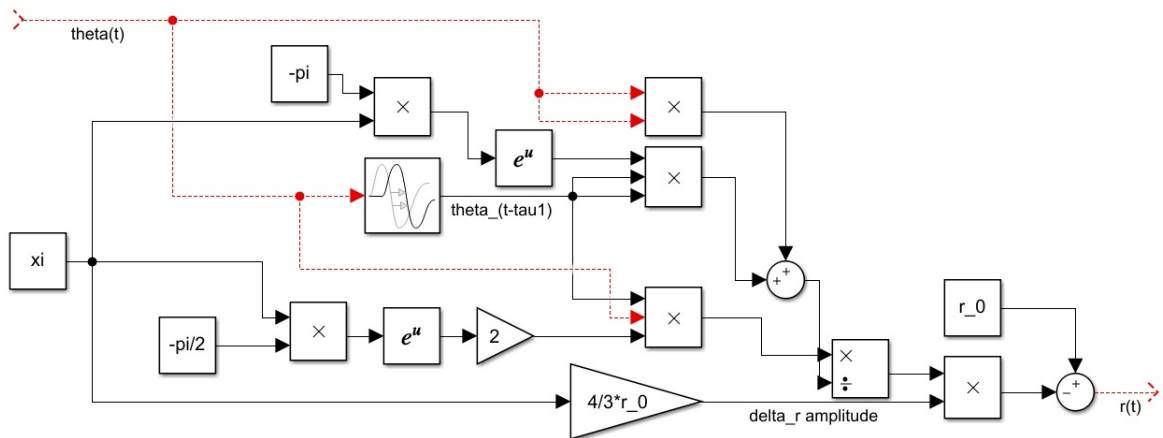 theta(t)
-pi
×
×
e^u
×
theta_(t-tau1)
xi
+
+
r_0
-pi/2
×
e^u
2
×
×
÷
4/3*r_0
delta_r amplitude
×
+
−
r(t)